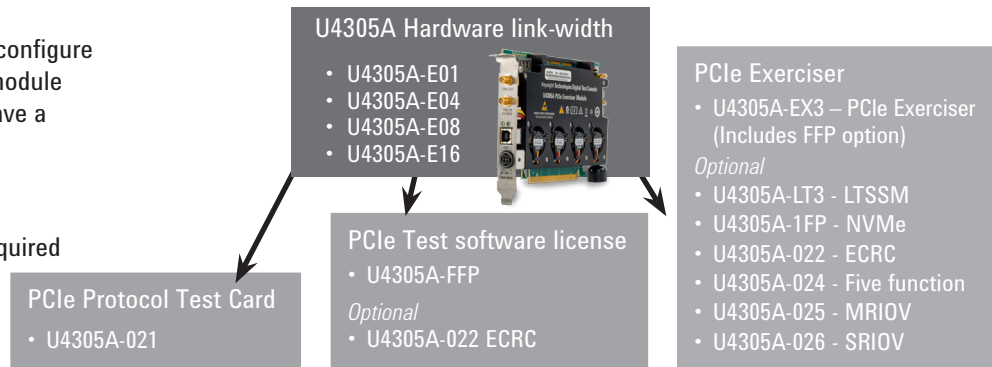 configure
module
ave a
quired
U4305A Hardware link-width
• U4305A-E01
• U4305A-E04
• U4305A-E08
• U4305A-E16
PCIe Protocol Test Card
• U4305A-021
PCIe Test software license
• U4305A-FFP
Optional
• U4305A-022 ECRC
PCIe Exerciser
• U4305A-EX3 – PCIe Exerciser
(Includes FFP option)
Optional
• U4305A-LT3 - LTSSM
• U4305A-1FP - NVMe
• U4305A-022 - ECRC
• U4305A-024 - Five function
• U4305A-025 - MRIOV
• U4305A-026 - SRIOV